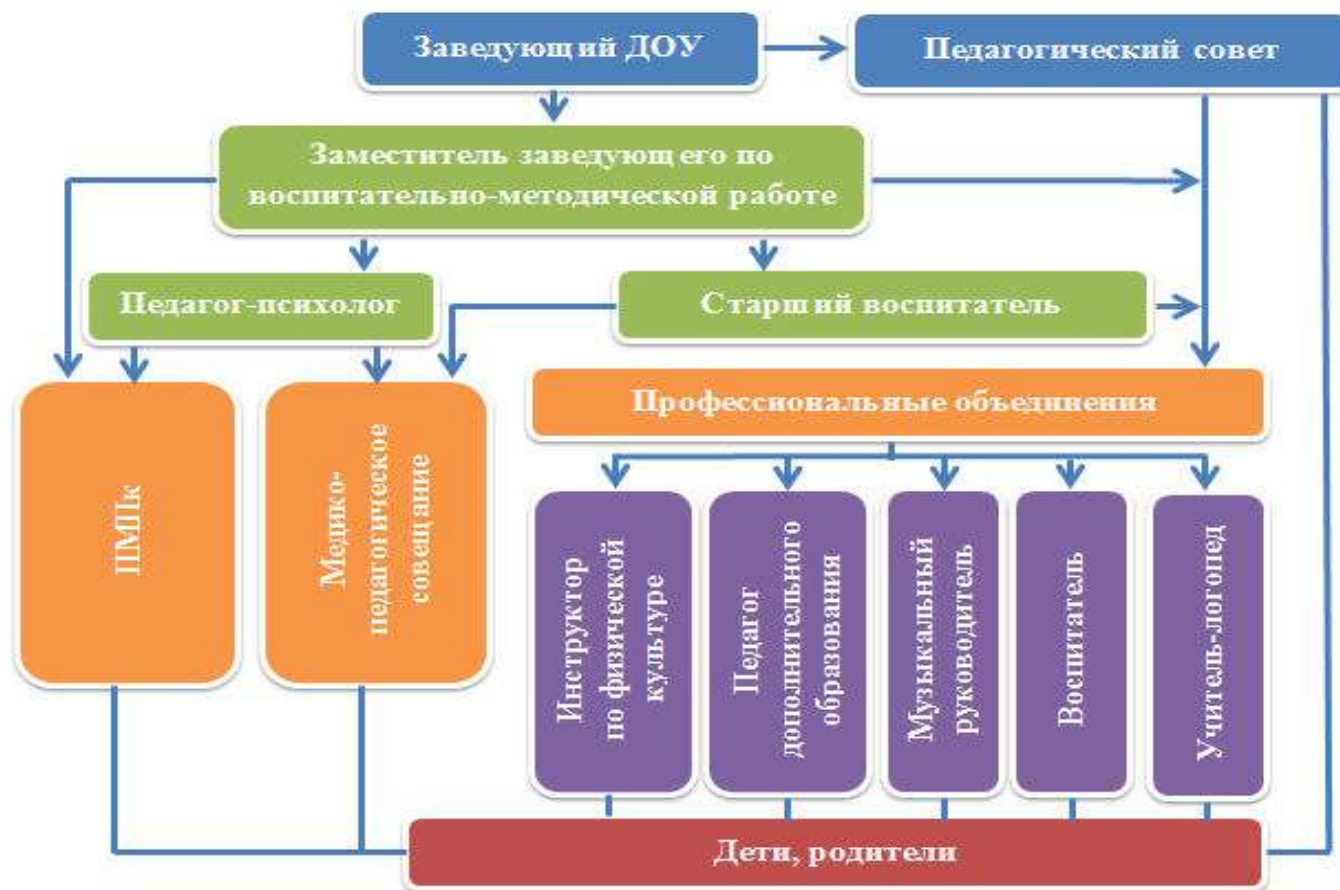 Заведующий ДОУ
Педагогический совет
Заместитель заведующего по
воспитательно-методической работе
Педагог-психолог
Старший воспитатель
Профессиональные объединения
ПМПк
Медико-
педагогическое
совещание
Инструктор
по физической
культуре
Педагог
дополнительного
образования
Музыкальный
руководитель
Воспитатель
Учитель-логопед
Дети, родители